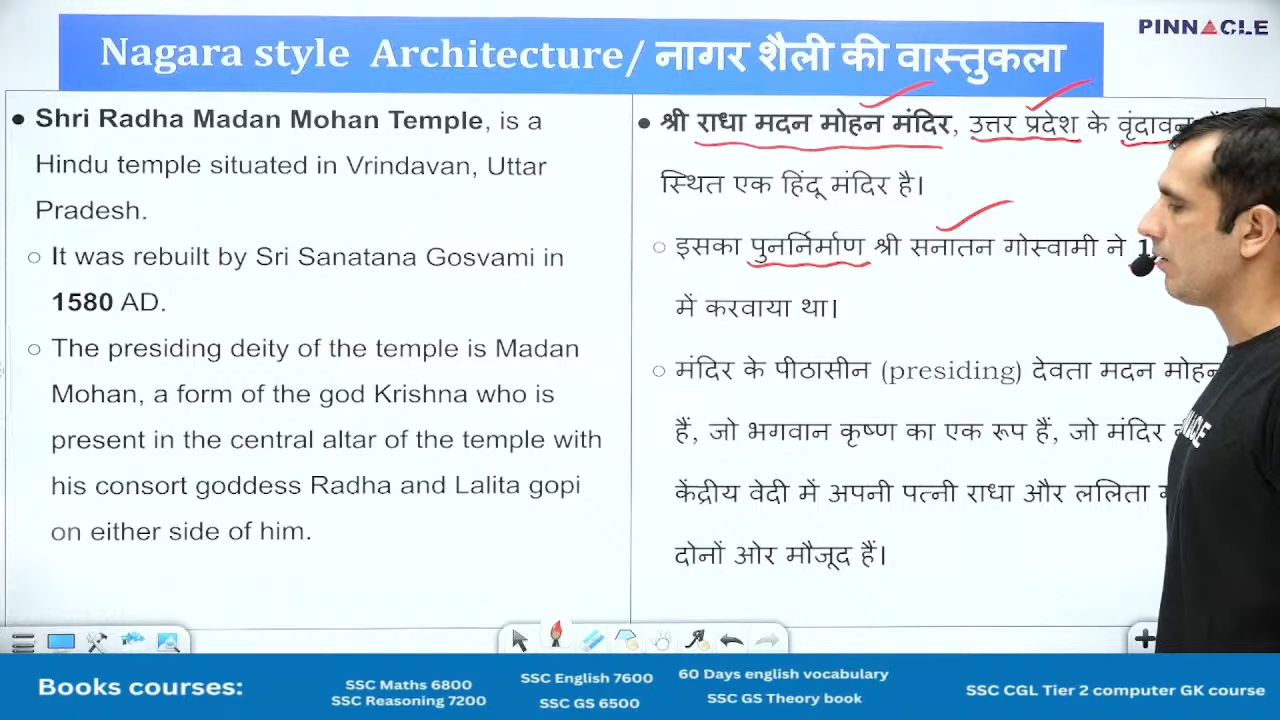 Nagara style Architecture/ नागर शैली की वास्तुकला
PINNACLE
● Shri Radha Madan Mohan Temple, is a
Hindu temple situated in Vrindavan, Uttar
Pradesh.
○ It was rebuilt by Sri Sanatana Gosvami in
1580 AD.
○ The presiding deity of the temple is Madan
Mohan, a form of the god Krishna who is
present in the central altar of the temple with
his consort goddess Radha and Lalita gopi
on either side of him.
● श्री राधा मदन मोहन मंदिर, उत्तर प्रदेश के वृंदावन
स्थित एक हिंदू मंदिर है।
○ इसका पुनर्निर्माण श्री सनातन गोस्वामी ने
में करवाया था।
○ मंदिर के पीठासीन (presiding) देवता मदन मोहन
हैं, जो भगवान कृष्ण का एक रूप हैं, जो मंदिर
केंद्रीय वेदी में अपनी पत्नी राधा और ललिता
दोनों ओर मौजूद हैं।
Books courses:
SSC Maths 6800
SSC Reasoning 7200
SSC English 7600
SSC GS 6500
60 Days english vocabulary
SSC GS Theory book
SSC CGL Tier 2 computer GK course